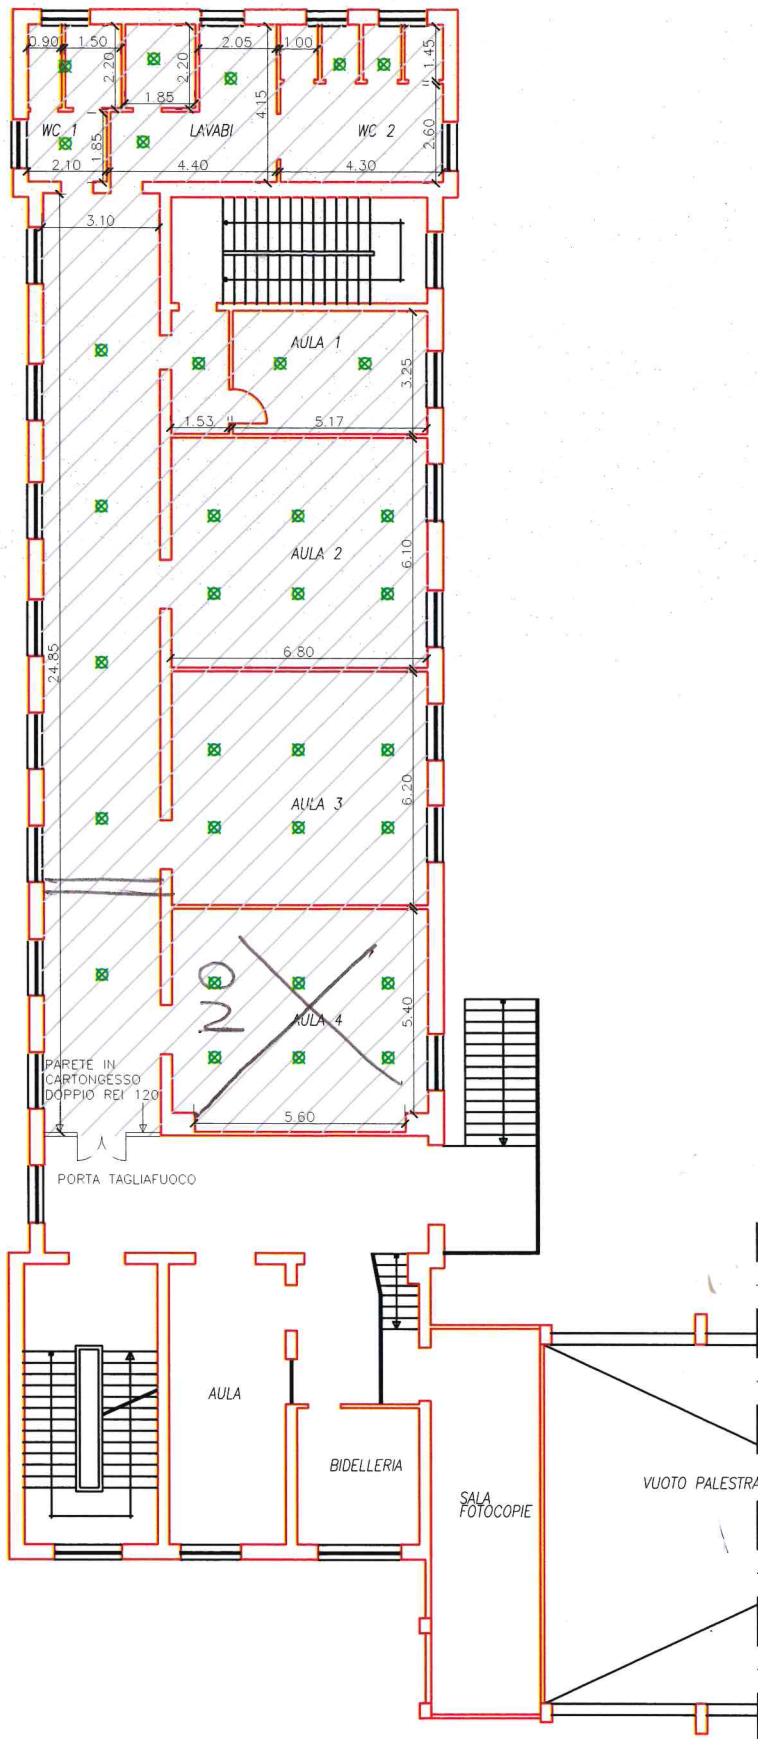 0.90
1.50
2.20
2.20
2.05
1.00
1.45
1.85
4.15
WC 1
LAVABI
WC 2
1.85
2.60
2.10
4.40
4.30
3.10
AULA 1
3.25
1.53
5.17
AULA 2
6.10
6.80
24.85
AULA 3
6.20
NO
AULA 4
5.40
PARETE IN
CARTONGESSO
DOPPIO REI 120
5.60
PORTA TAGLIAFUOCO
AULA
BIDELLERIA
SALA
FOTOCOPIE
VUOTO PALESTRA